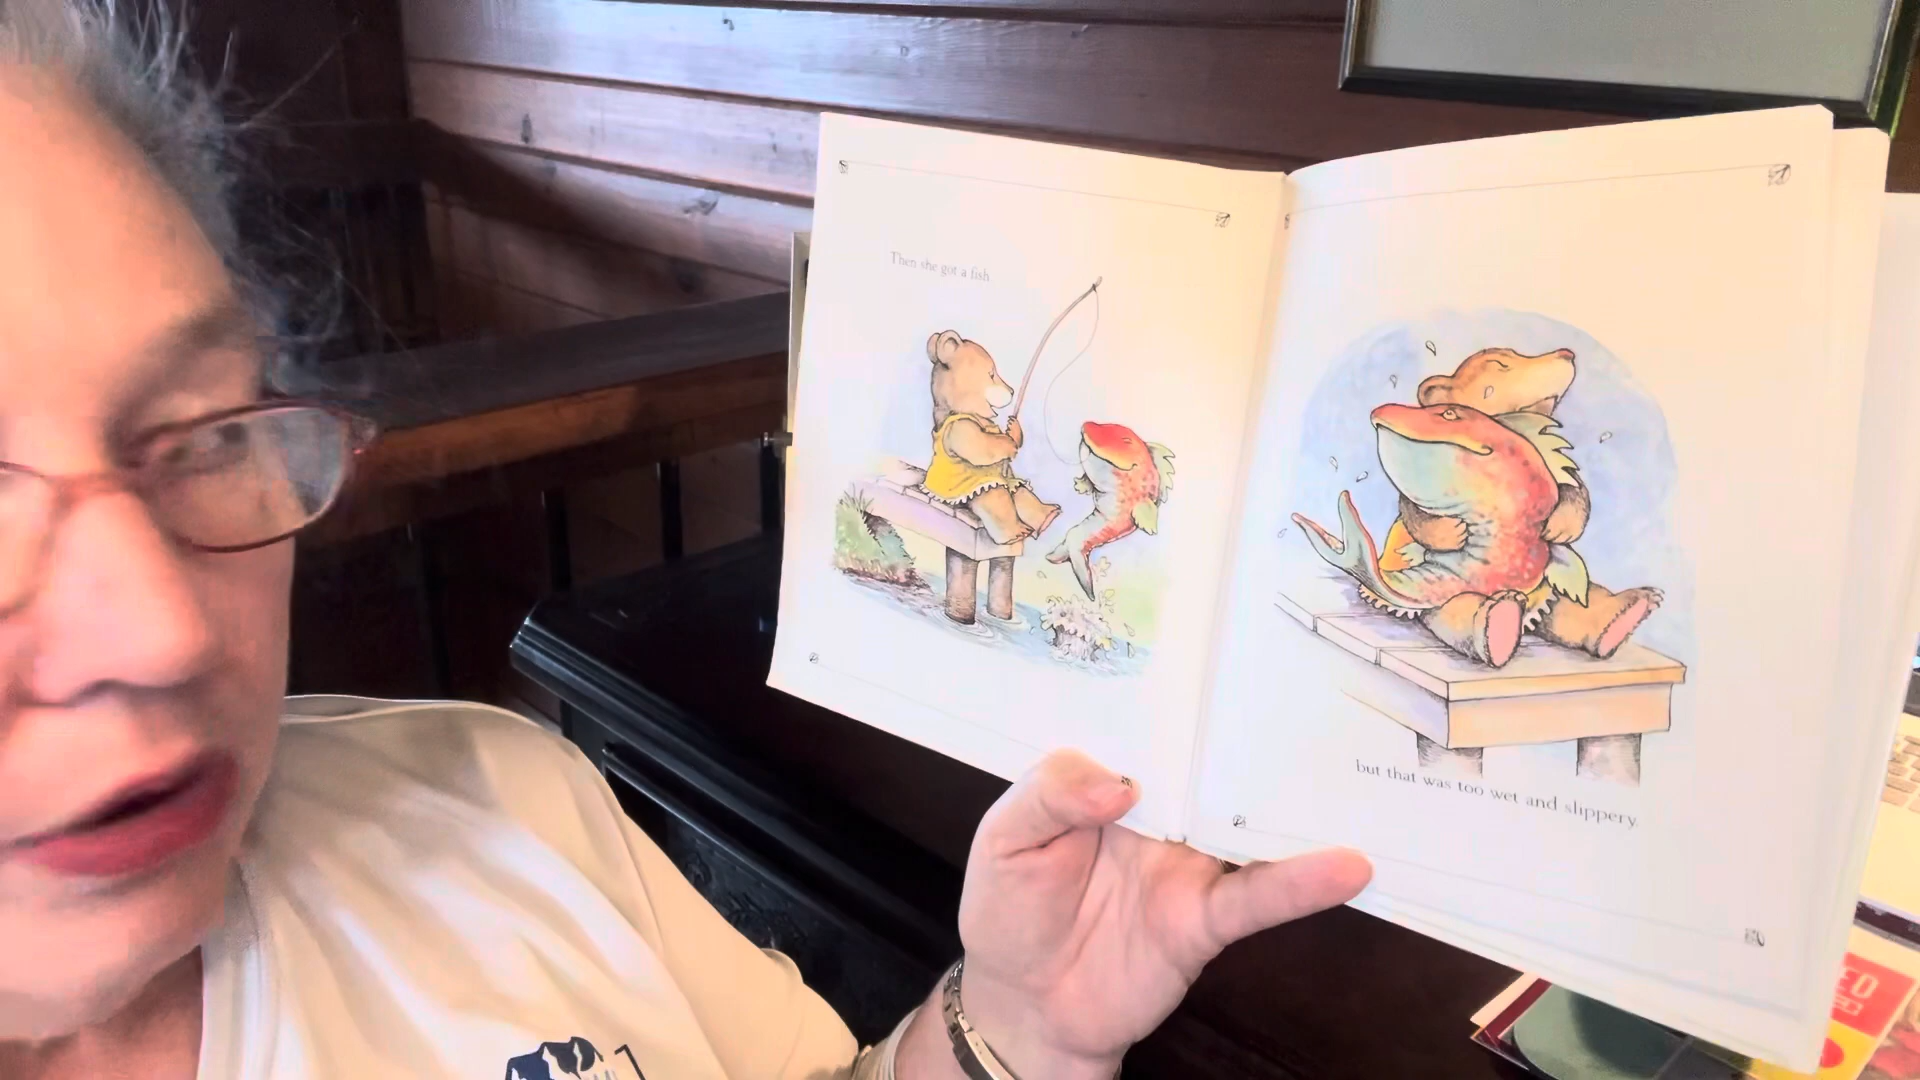 Then she got a fish
but that was too wet and slippery.